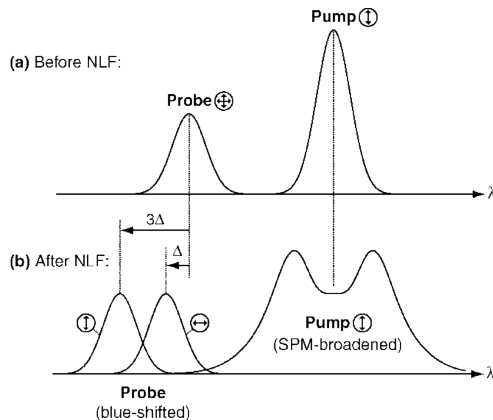 Pump
(a) Before NLF:
Probe
λ
3Δ
Δ
(b) After NLF:
Pump
(SPM-broadened)
λ
Probe
(blue-shifted)